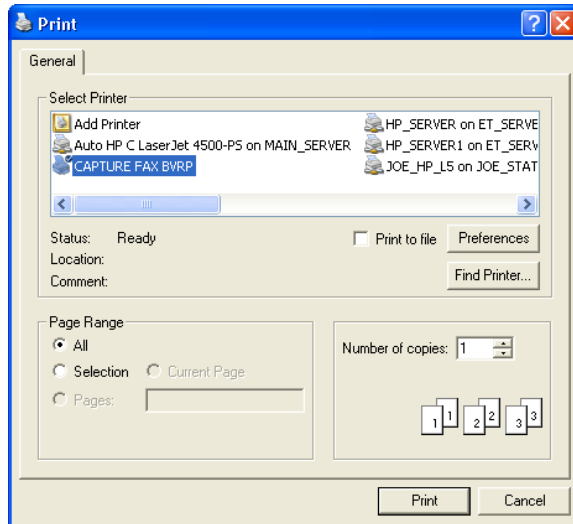 Print
General
Select Printer
Add Printer
Auto HP C LaserJet 4500-PS on MAIN_SERVER
CAPTURE FAX BVRP
HP_SERVER on ET_SERVE
HP_SERVER1 on ET_SERV
JOE_HP_L5 on JOE_STAT
Status: Ready
Location:
Comment:
Print to file
Preferences
Find Printer...
Page Range
All
Selection
Current Page
Pages:
Number of copies: 1
1 1 2 2 3 3
Print
Cancel